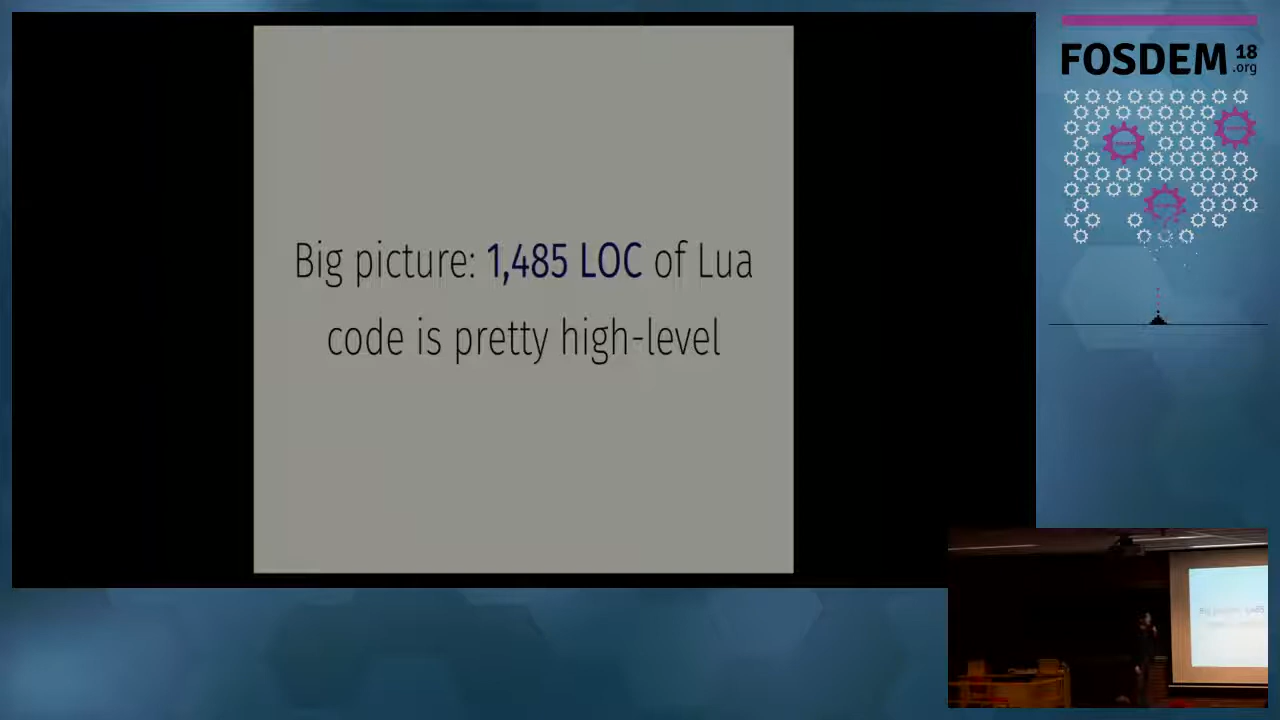 Big picture: 1,485 LOC of Lua
code is pretty high-level
FOSDEM 18
.org